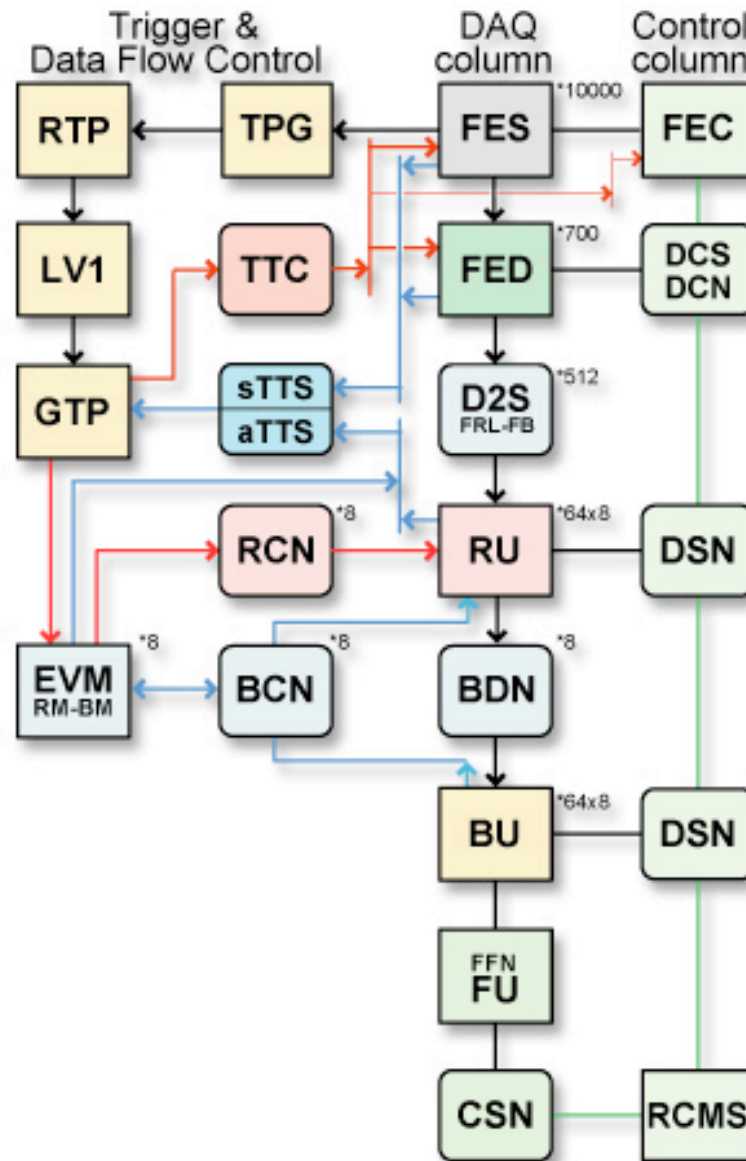 Trigger &
Data Flow Control
DAQ
column
Control
column
RTP
TPG
FES
*10000
FEC
LV1
TTC
FED
*700
DCS
DCN
GTP
sTTS
aTTS
D2S
FRL-FB
*512
RCN
*8
RU
*64x8
DSN
EVM
RM-BM
*8
BCN
*8
BDN
*8
BU
*64x8
DSN
FFN
FU
CSN
RCMS